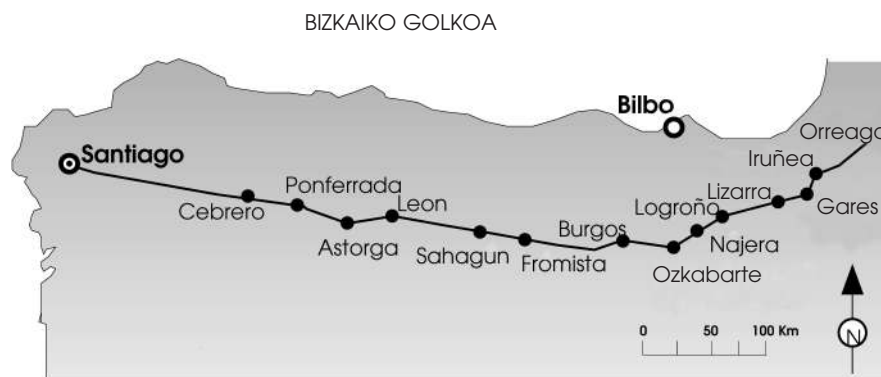 BIZKAIKO GOLKOA
Bilbo
Orreaga
Santiago
Iruñea
Ponferrada
Lizarra
Cebrero
Leon
Logroño
Gares
Astorga
Burgos
Najera
Sahagun
Fromista
Ozkabarte
0 50 100 Km
N